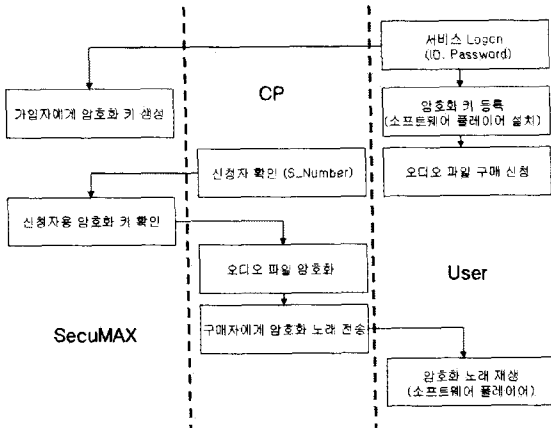 서비스 Logon
(ID, Password)
CP
가입자에게 암호화 키 생성
암호화 키 등록
(소프트웨어 플레이어 설치)
신청자 확인 (S_Number)
오디오 파일 구매 신청
신청자용 암호화 키 확인
오디오 파일 암호화
User
SecuMAX
구매자에게 암호화 노래 전송
암호화 노래 재생
(소프트웨어 플레이어)